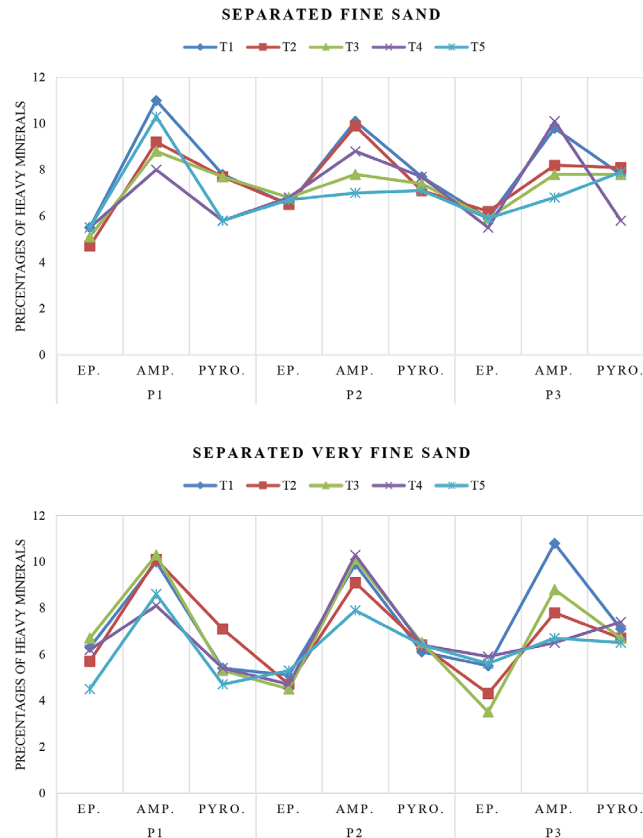 SEPARATED FINE SAND
T1 T2 T3 T4 T5
PRECENTAGES OF HEAVY MINERALS
12
10
8
6
4
2
0
EP. AMP. PYRO. EP. AMP. PYRO. EP. AMP. PYRO.
P1 P2 P3
SEPARATED VERY FINE SAND
T1 T2 T3 T4 T5
PRECENTAGES OF HEAVY MINERALS
12
10
8
6
4
2
0
EP. AMP. PYRO. EP. AMP. PYRO. EP. AMP. PYRO.
P1 P2 P3